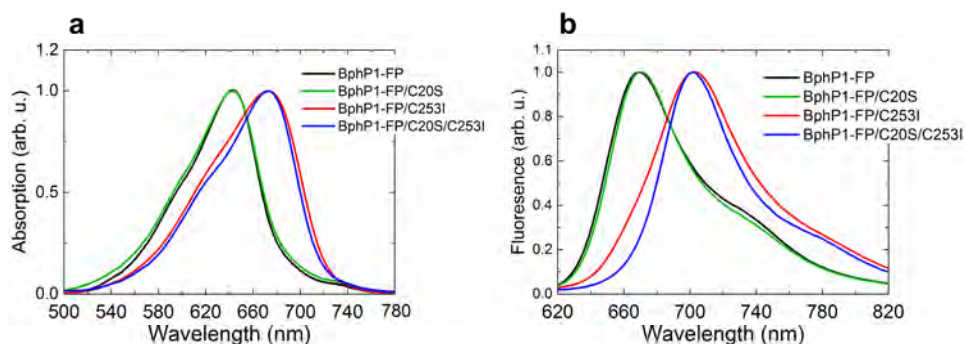 a
1.2
1.0
0.5
0.0
Absorption (arb. u.)
500 540 580 620 660 700 740 780
Wavelength (nm)
BphP1-FP
BphP1-FP/C20S
BphP1-FP/C253I
BphP1-FP/C20S/C253I
b
1.1
1.0
0.8
0.6
0.4
0.2
0.0
Fluoresence (arb. u.)
620 660 700 740 780 820
Wavelength (nm)
BphP1-FP
BphP1-FP/C20S
BphP1-FP/C253I
BphP1-FP/C20S/C253I